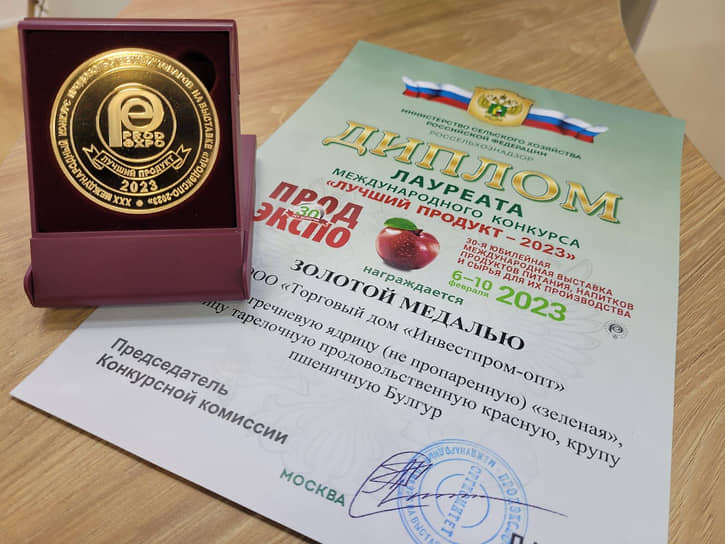 PROD
EXPO
ЛУЧШИЙ ПРОДУКТ
2023
МИНИСТЕРСТВО СЕЛЬСКОГО ХОЗЯЙСТВА
РОССИЙСКОЙ ФЕДЕРАЦИИ
РОССЕЛЬХОЗНАДЗОР
ДИПЛОМ
ЛАУРЕАТА
МЕЖДУНАРОДНОГО КОНКУРСА
«ЛУЧШИЙ ПРОДУКТ – 2023»
ПРОД
30
ЭКСПО
30-я ЮБИЛЕЙНАЯ
МЕЖДУНАРОДНАЯ ВЫСТАВКА
ПРОДУКТОВ ПИТАНИЯ, НАПИТКОВ
И СЫРЬЯ ДЛЯ ИХ ПРОИЗВОДСТВА
6–10
февраля
2023
награждается
ЗОЛОТОЙ МЕДАЛЬЮ
ООО «Торговый дом «Инвестпром-опт»
гречневую ядрицу (не пропаренную) «зеленая»,
тарелочную продовольственную красную, крупу
пшеничную Булгур
Председатель
Конкурсной комиссии
МОСКВА